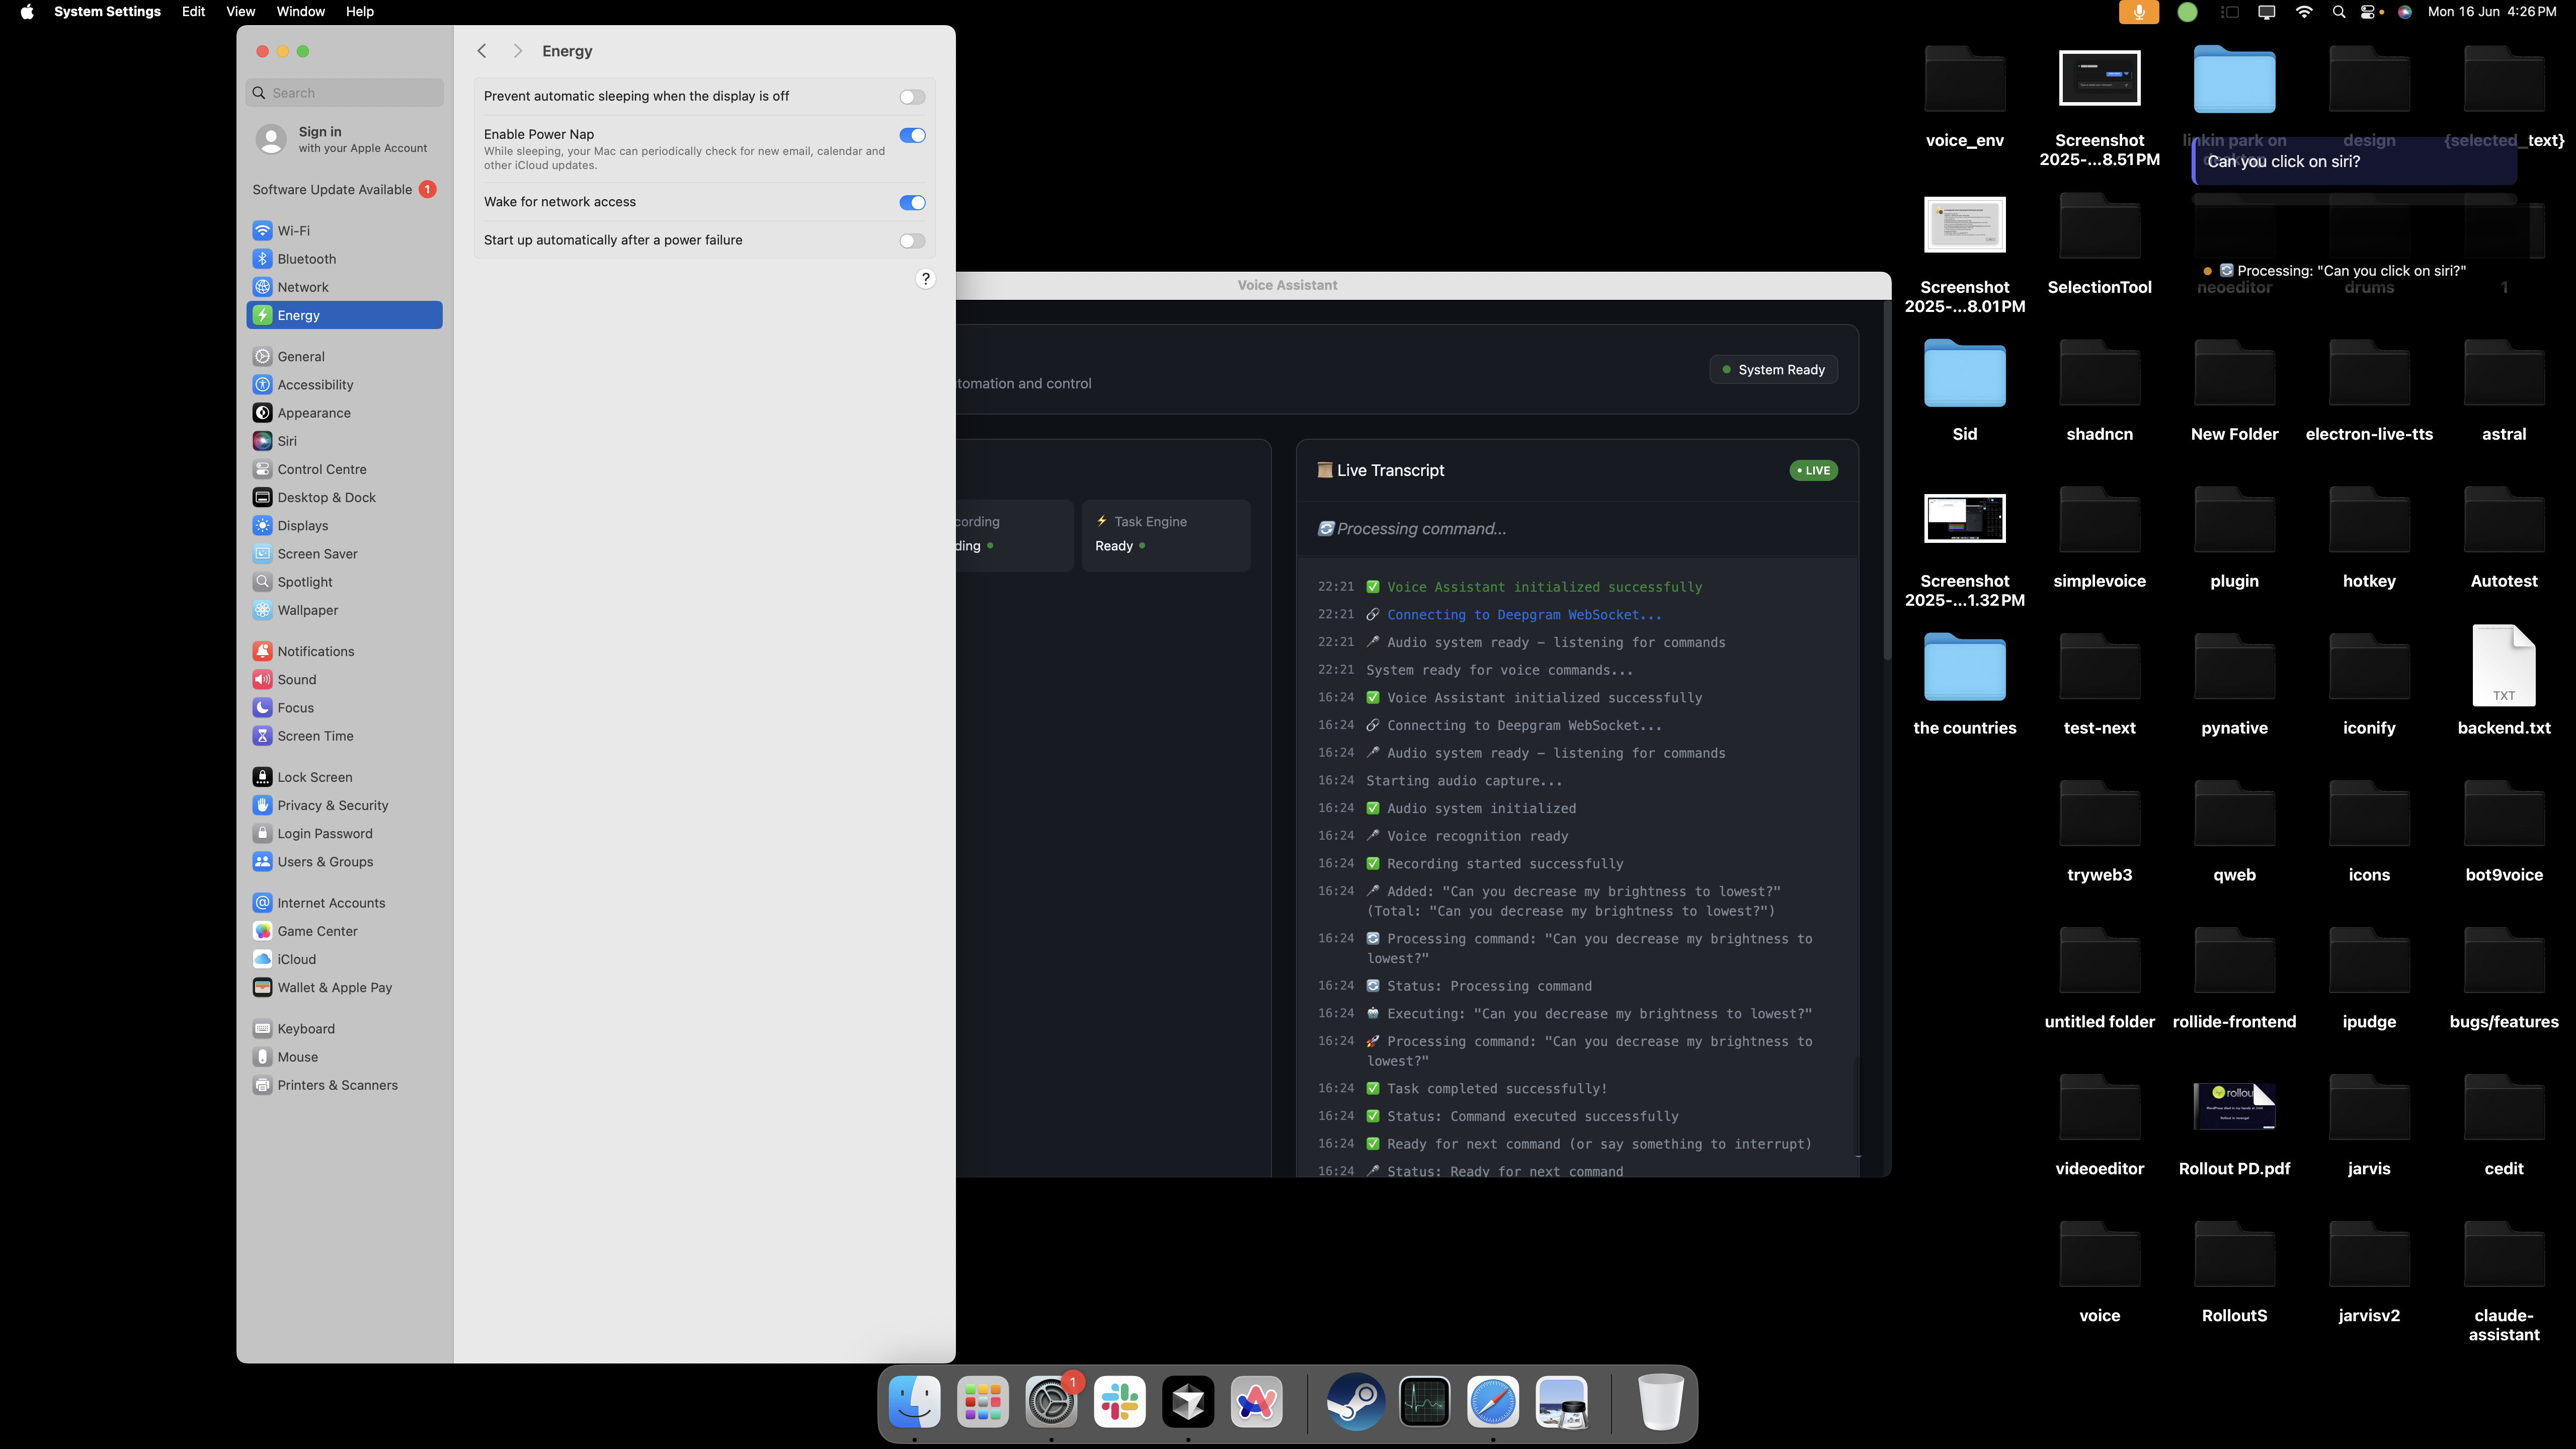 System Settings Edit View Window Help
Mon 16 Jun 4:26 PM
Search
Sign in
with your Apple Account
Software Update Available 1
Wi-Fi
Bluetooth
Network
Energy
General
Accessibility
Appearance
Siri
Control Centre
Desktop & Dock
Displays
Screen Saver
Spotlight
Wallpaper
Notifications
Sound
Focus
Screen Time
Lock Screen
Privacy & Security
Login Password
Users & Groups
Internet Accounts
Game Center
iCloud
Wallet & Apple Pay
Keyboard
Mouse
Printers & Scanners
Energy
Prevent automatic sleeping when the display is off
Enable Power Nap
While sleeping, your Mac can periodically check for new email, calendar and
other iCloud updates.
Wake for network access
Start up automatically after a power failure
?
Voice Assistant
tomation and control
System Ready
cording
ding
Task Engine
Ready
Live Transcript
• LIVE
Processing command...
22:21 Voice Assistant initialized successfully
22:21 Connecting to Deepgram WebSocket...
22:21 Audio system ready – listening for commands
22:21 System ready for voice commands...
16:24 Voice Assistant initialized successfully
16:24 Connecting to Deepgram WebSocket...
16:24 Audio system ready – listening for commands
16:24 Starting audio capture...
16:24 Audio system initialized
16:24 Voice recognition ready
16:24 Recording started successfully
16:24 Added: "Can you decrease my brightness to lowest?"
(Total: "Can you decrease my brightness to lowest?")
16:24 Processing command: "Can you decrease my brightness to
lowest?"
16:24 Status: Processing command
16:24 Executing: "Can you decrease my brightness to lowest?"
16:24 Processing command: "Can you decrease my brightness to
lowest?"
16:24 Task completed successfully!
16:24 Status: Command executed successfully
16:24 Ready for next command (or say something to interrupt)
16:24 Status: Ready for next command
voice_env
Screenshot
2025-...8.51 PM
linkin park on
design
{selected_text}
Can you click on siri?
Screenshot
2025-...8.01 PM
SelectionTool
Processing: "Can you click on siri?"
neoeditor
drums
1
Sid
shadncn
New Folder
electron-live-tts
astral
Screenshot
2025-...1.32 PM
simplevoice
plugin
hotkey
Autotest
the countries
test-next
pynative
iconify
TXT
backend.txt
tryweb3
qweb
icons
bot9voice
untitled folder
rollide-frontend
ipudge
bugs/features
videoeditor
rollou
Rollout PD.pdf
jarvis
cedit
voice
RolloutS
jarvisv2
claude-
assistant
1